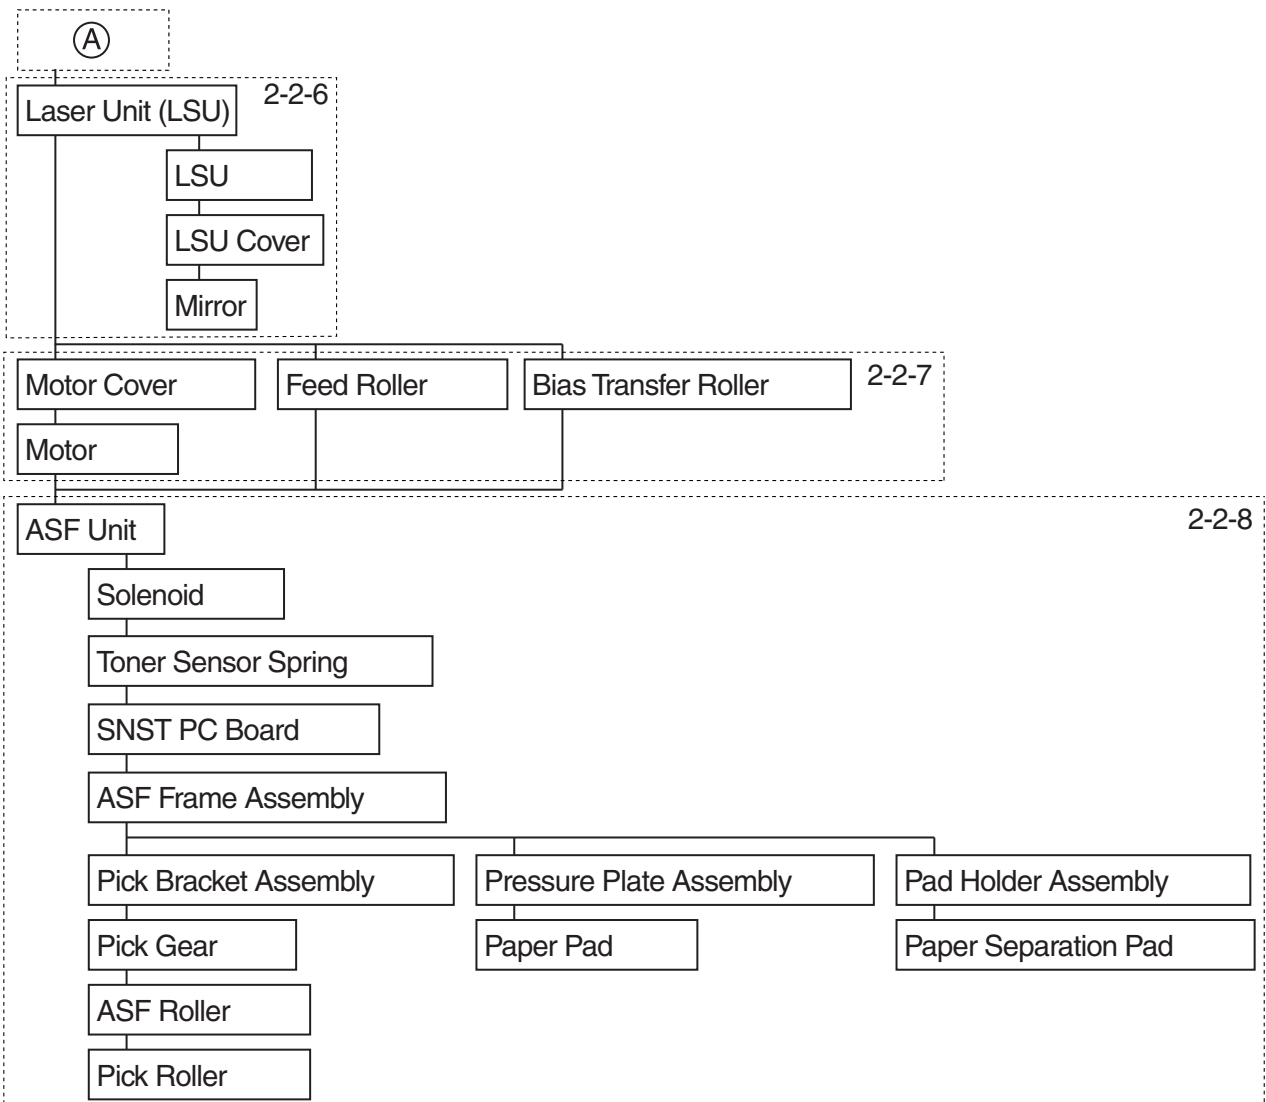 A
2-2-6
Laser Unit (LSU)
LSU
LSU Cover
Mirror
Motor Cover
Feed Roller
Bias Transfer Roller
2-2-7
Motor
ASF Unit
2-2-8
Solenoid
Toner Sensor Spring
SNST PC Board
ASF Frame Assembly
Pick Bracket Assembly
Pressure Plate Assembly
Pad Holder Assembly
Pick Gear
Paper Pad
Paper Separation Pad
ASF Roller
Pick Roller